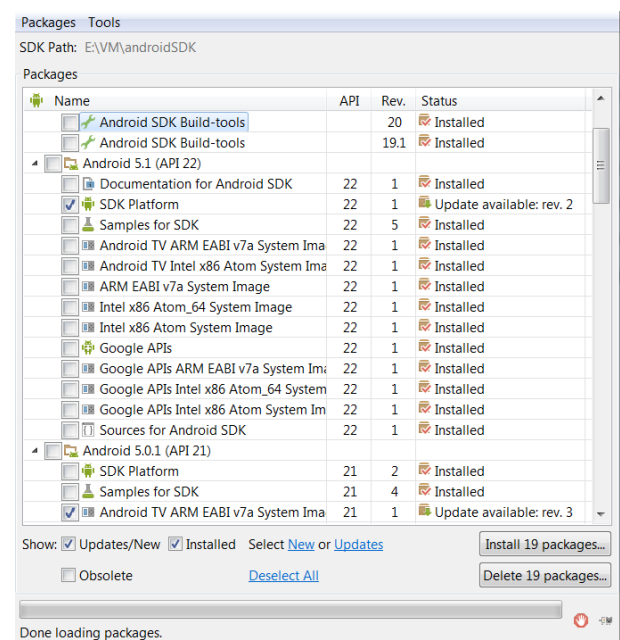 Packages Tools
SDK Path: E:\VM\androidSDK
Packages
Name API Rev. Status
Android SDK Build-tools 20 Installed
Android SDK Build-tools 19.1 Installed
Android 5.1 (API 22)
Documentation for Android SDK 22 1 Installed
SDK Platform 22 1 Update available: rev. 2
Samples for SDK 22 5 Installed
Android TV ARM EABI v7a System Ima 22 1 Installed
Android TV Intel x86 Atom System Ima 22 1 Installed
ARM EABI v7a System Image 22 1 Installed
Intel x86 Atom_64 System Image 22 1 Installed
Intel x86 Atom System Image 22 1 Installed
Google APIs 22 1 Installed
Google APIs ARM EABI v7a System Ima 22 1 Installed
Google APIs Intel x86 Atom_64 System 22 1 Installed
Google APIs Intel x86 Atom System Im 22 1 Installed
Sources for Android SDK 22 1 Installed
Android 5.0.1 (API 21)
SDK Platform 21 2 Installed
Samples for SDK 21 4 Installed
Android TV ARM EABI v7a System Ima 21 1 Update available: rev. 3
Show: Updates/New Installed Select New or Updates Install 19 packages...
Obsolete Deselect All Delete 19 packages...
Done loading packages.